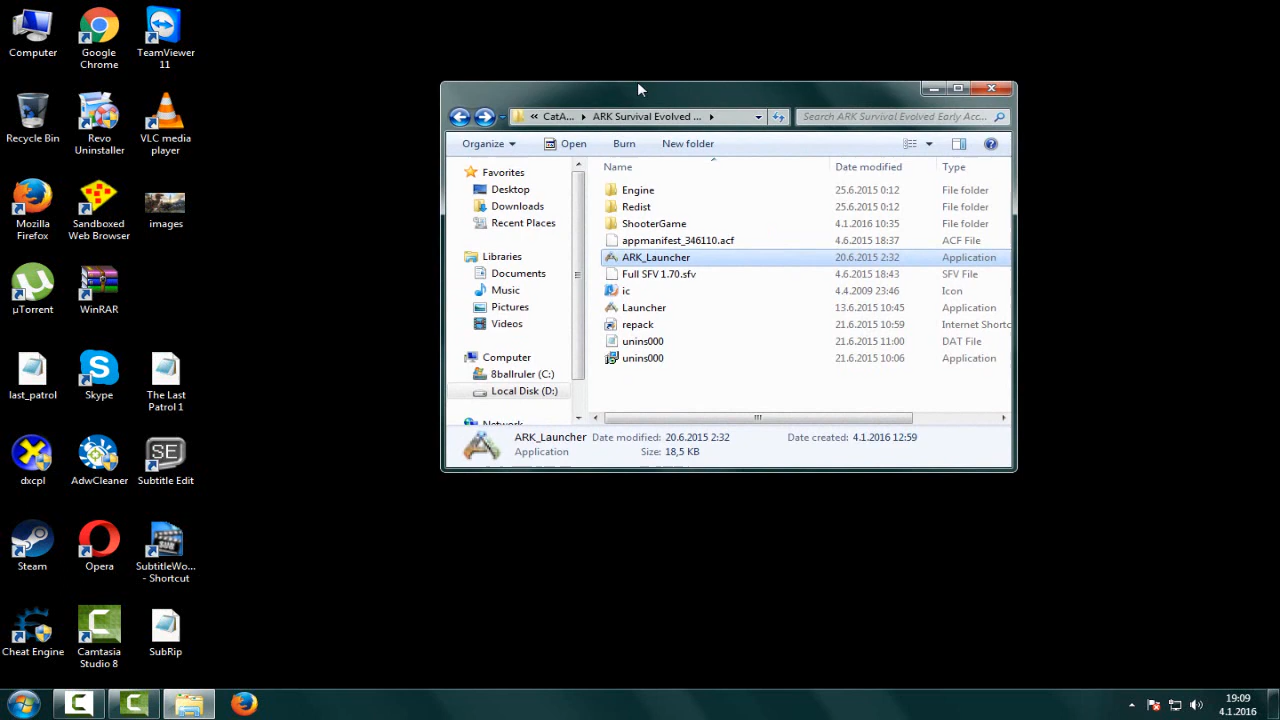 Computer
Google
Chrome
TeamViewer
11
Recycle Bin
Revo
Uninstaller
VLC media
player
Mozilla
Firefox
Sandboxed
Web Browser
images
µTorrent
WinRAR
last_patrol
Skype
The Last
Patrol 1
dxcpl
AdwCleaner
SE
Subtitle Edit
Steam
Opera
SUB
SubtitleWo...
- Shortcut
Cheat Engine
Camtasia
Studio 8
SubRip
« CatA... ARK Survival Evolved ...
Search ARK Survival Evolved Early Acc...
Organize Open Burn New folder
Favorites
Desktop
Downloads
Recent Places
Libraries
Documents
Music
Pictures
Videos
Computer
8ballruler (C:)
Local Disk (D:)
Network
Name Date modified Type
Engine 25.6.2015 0:12 File folder
Redist 25.6.2015 0:12 File folder
ShooterGame 4.1.2016 10:35 File folder
appmanifest_346110.acf 4.6.2015 18:37 ACF File
ARK_Launcher 20.6.2015 2:32 Application
Full SFV 1.70.sfv 4.6.2015 18:43 SFV File
ic 4.4.2009 23:46 Icon
Launcher 13.6.2015 10:45 Application
repack 21.6.2015 10:59 Internet Shortc
unins000 21.6.2015 11:00 DAT File
unins000 21.6.2015 10:06 Application
ARK_Launcher Date modified: 20.6.2015 2:32 Date created: 4.1.2016 12:59
Application Size: 18,5 KB
19:09
4.1.2016